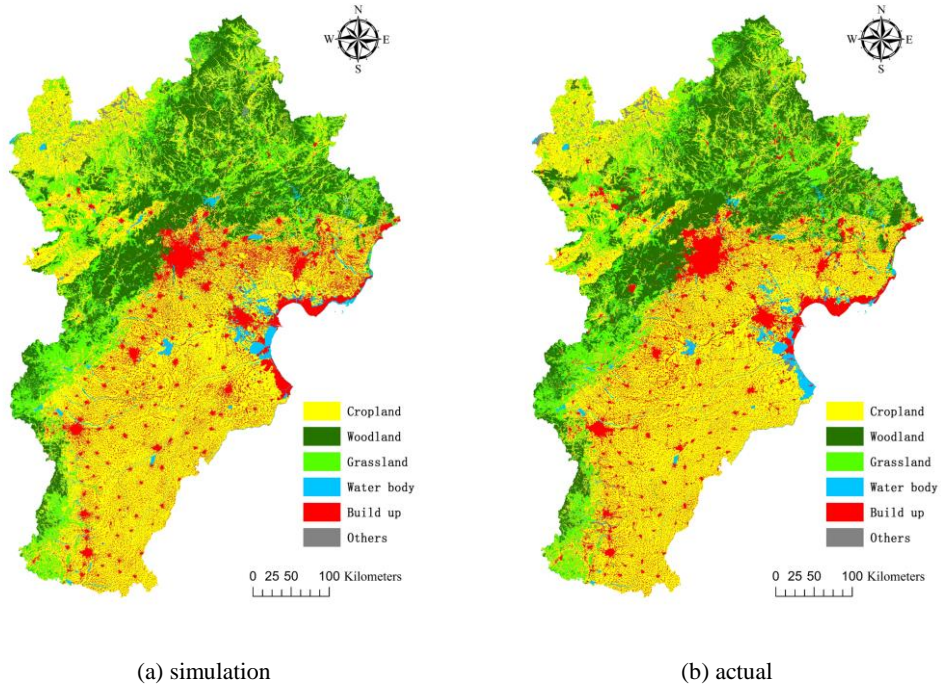 N
W E
S
Cropland
Woodland
Grassland
Water body
Build up
Others
0 25 50 100 Kilometers
(a) simulation
N
W E
S
Cropland
Woodland
Grassland
Water body
Build up
Others
0 25 50 100 Kilometers
(b) actual